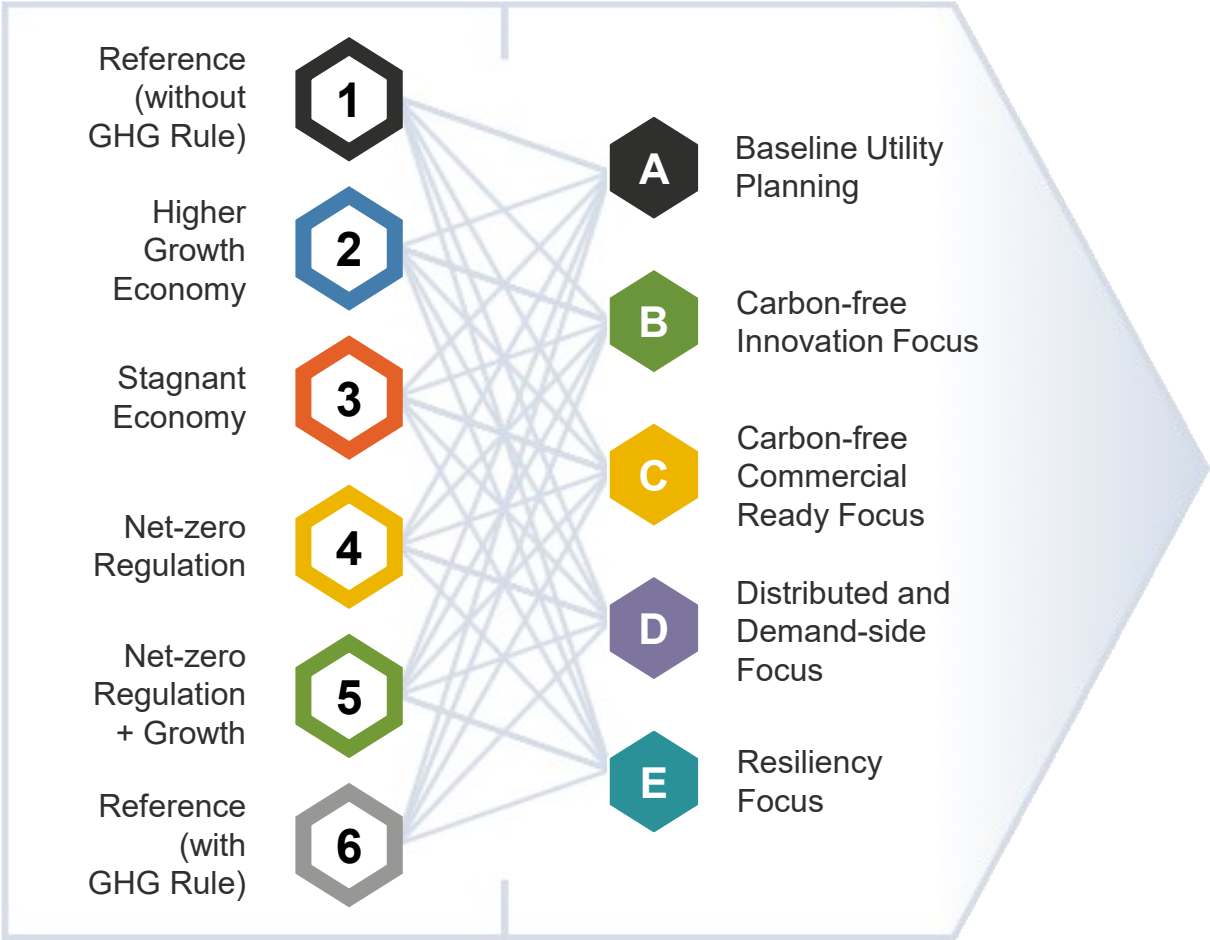 Reference
(without
GHG Rule)
1
Higher
Growth
Economy
2
Stagnant
Economy
3
Net-zero
Regulation
4
Net-zero
Regulation
+ Growth
5
Reference
(with
GHG Rule)
6
A
Baseline Utility
Planning
B
Carbon-free
Innovation Focus
C
Carbon-free
Commercial
Ready Focus
D
Distributed and
Demand-side
Focus
E
Resiliency
Focus